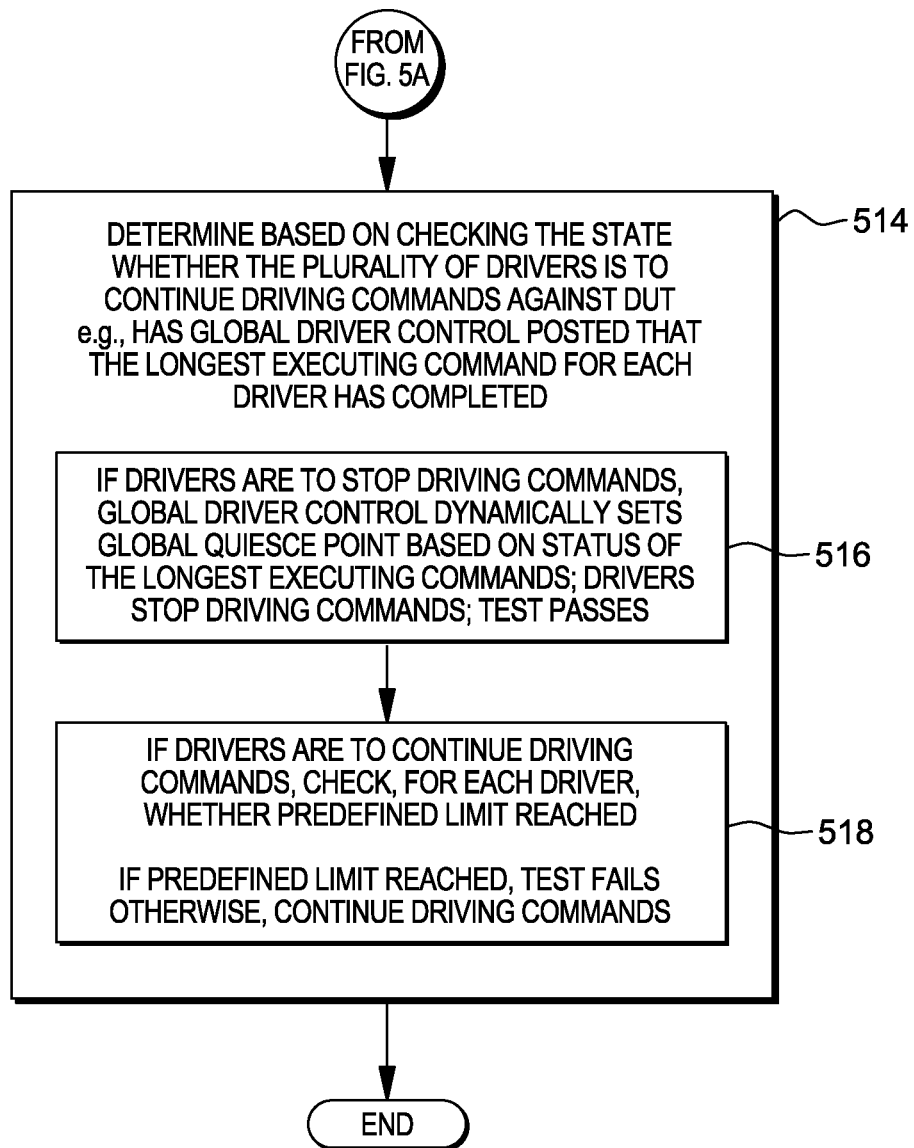 FROM
FIG. 5A
DETERMINE BASED ON CHECKING THE STATE
WHETHER THE PLURALITY OF DRIVERS IS TO
CONTINUE DRIVING COMMANDS AGAINST DUT
e.g., HAS GLOBAL DRIVER CONTROL POSTED THAT
THE LONGEST EXECUTING COMMAND FOR EACH
DRIVER HAS COMPLETED
514
IF DRIVERS ARE TO STOP DRIVING COMMANDS,
GLOBAL DRIVER CONTROL DYNAMICALLY SETS
GLOBAL QUIESCE POINT BASED ON STATUS OF
THE LONGEST EXECUTING COMMANDS; DRIVERS
STOP DRIVING COMMANDS; TEST PASSES
516
IF DRIVERS ARE TO CONTINUE DRIVING
COMMANDS, CHECK, FOR EACH DRIVER,
WHETHER PREDEFINED LIMIT REACHED
IF PREDEFINED LIMIT REACHED, TEST FAILS
OTHERWISE, CONTINUE DRIVING COMMANDS
518
END